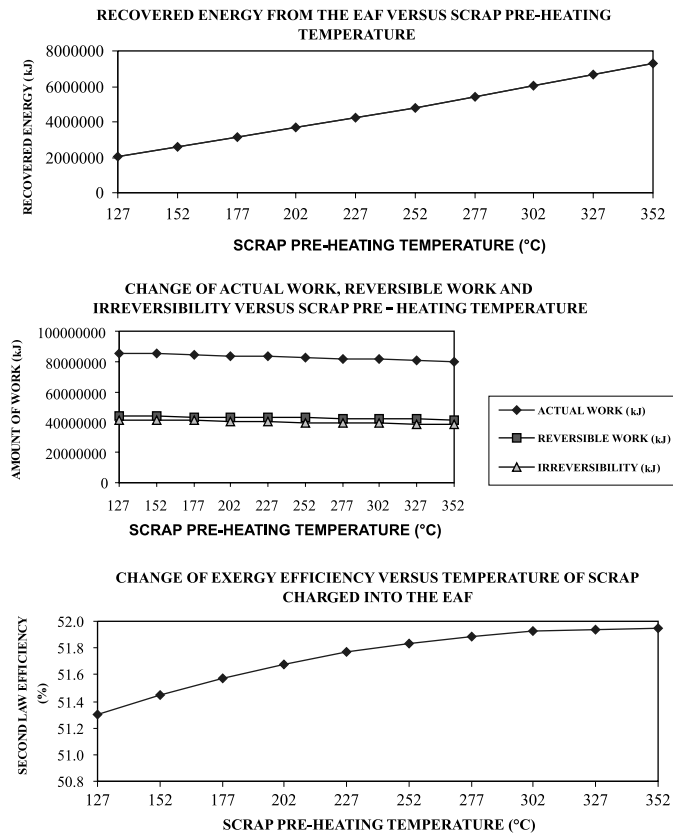 RECOVERED ENERGY FROM THE EAF VERSUS SCRAP PRE-HEATING
TEMPERATURE
RECOVERED ENERGY (kJ)
8000000
6000000
4000000
2000000
0
127 152 177 202 227 252 277 302 327 352
SCRAP PRE-HEATING TEMPERATURE (°C)
CHANGE OF ACTUAL WORK, REVERSIBLE WORK AND
IRREVERSIBILITY VERSUS SCRAP PRE – HEATING TEMPERATURE
AMOUNT OF WORK (kJ)
100000000
80000000
60000000
40000000
20000000
0
127 152 177 202 227 252 277 302 327 352
SCRAP PRE-HEATING TEMPERATURE (°C)
ACTUAL WORK (kJ)
REVERSIBLE WORK (kJ)
IRREVERSIBILITY (kJ)
CHANGE OF EXERGY EFFICIENCY VERSUS TEMPERATURE OF SCRAP
CHARGED INTO THE EAF
SECOND LAW EFFICIENCY
(%)
52.0
51.8
51.6
51.4
51.2
51.0
50.8
127 152 177 202 227 252 277 302 327 352
SCRAP PRE-HEATING TEMPERATURE (°C)